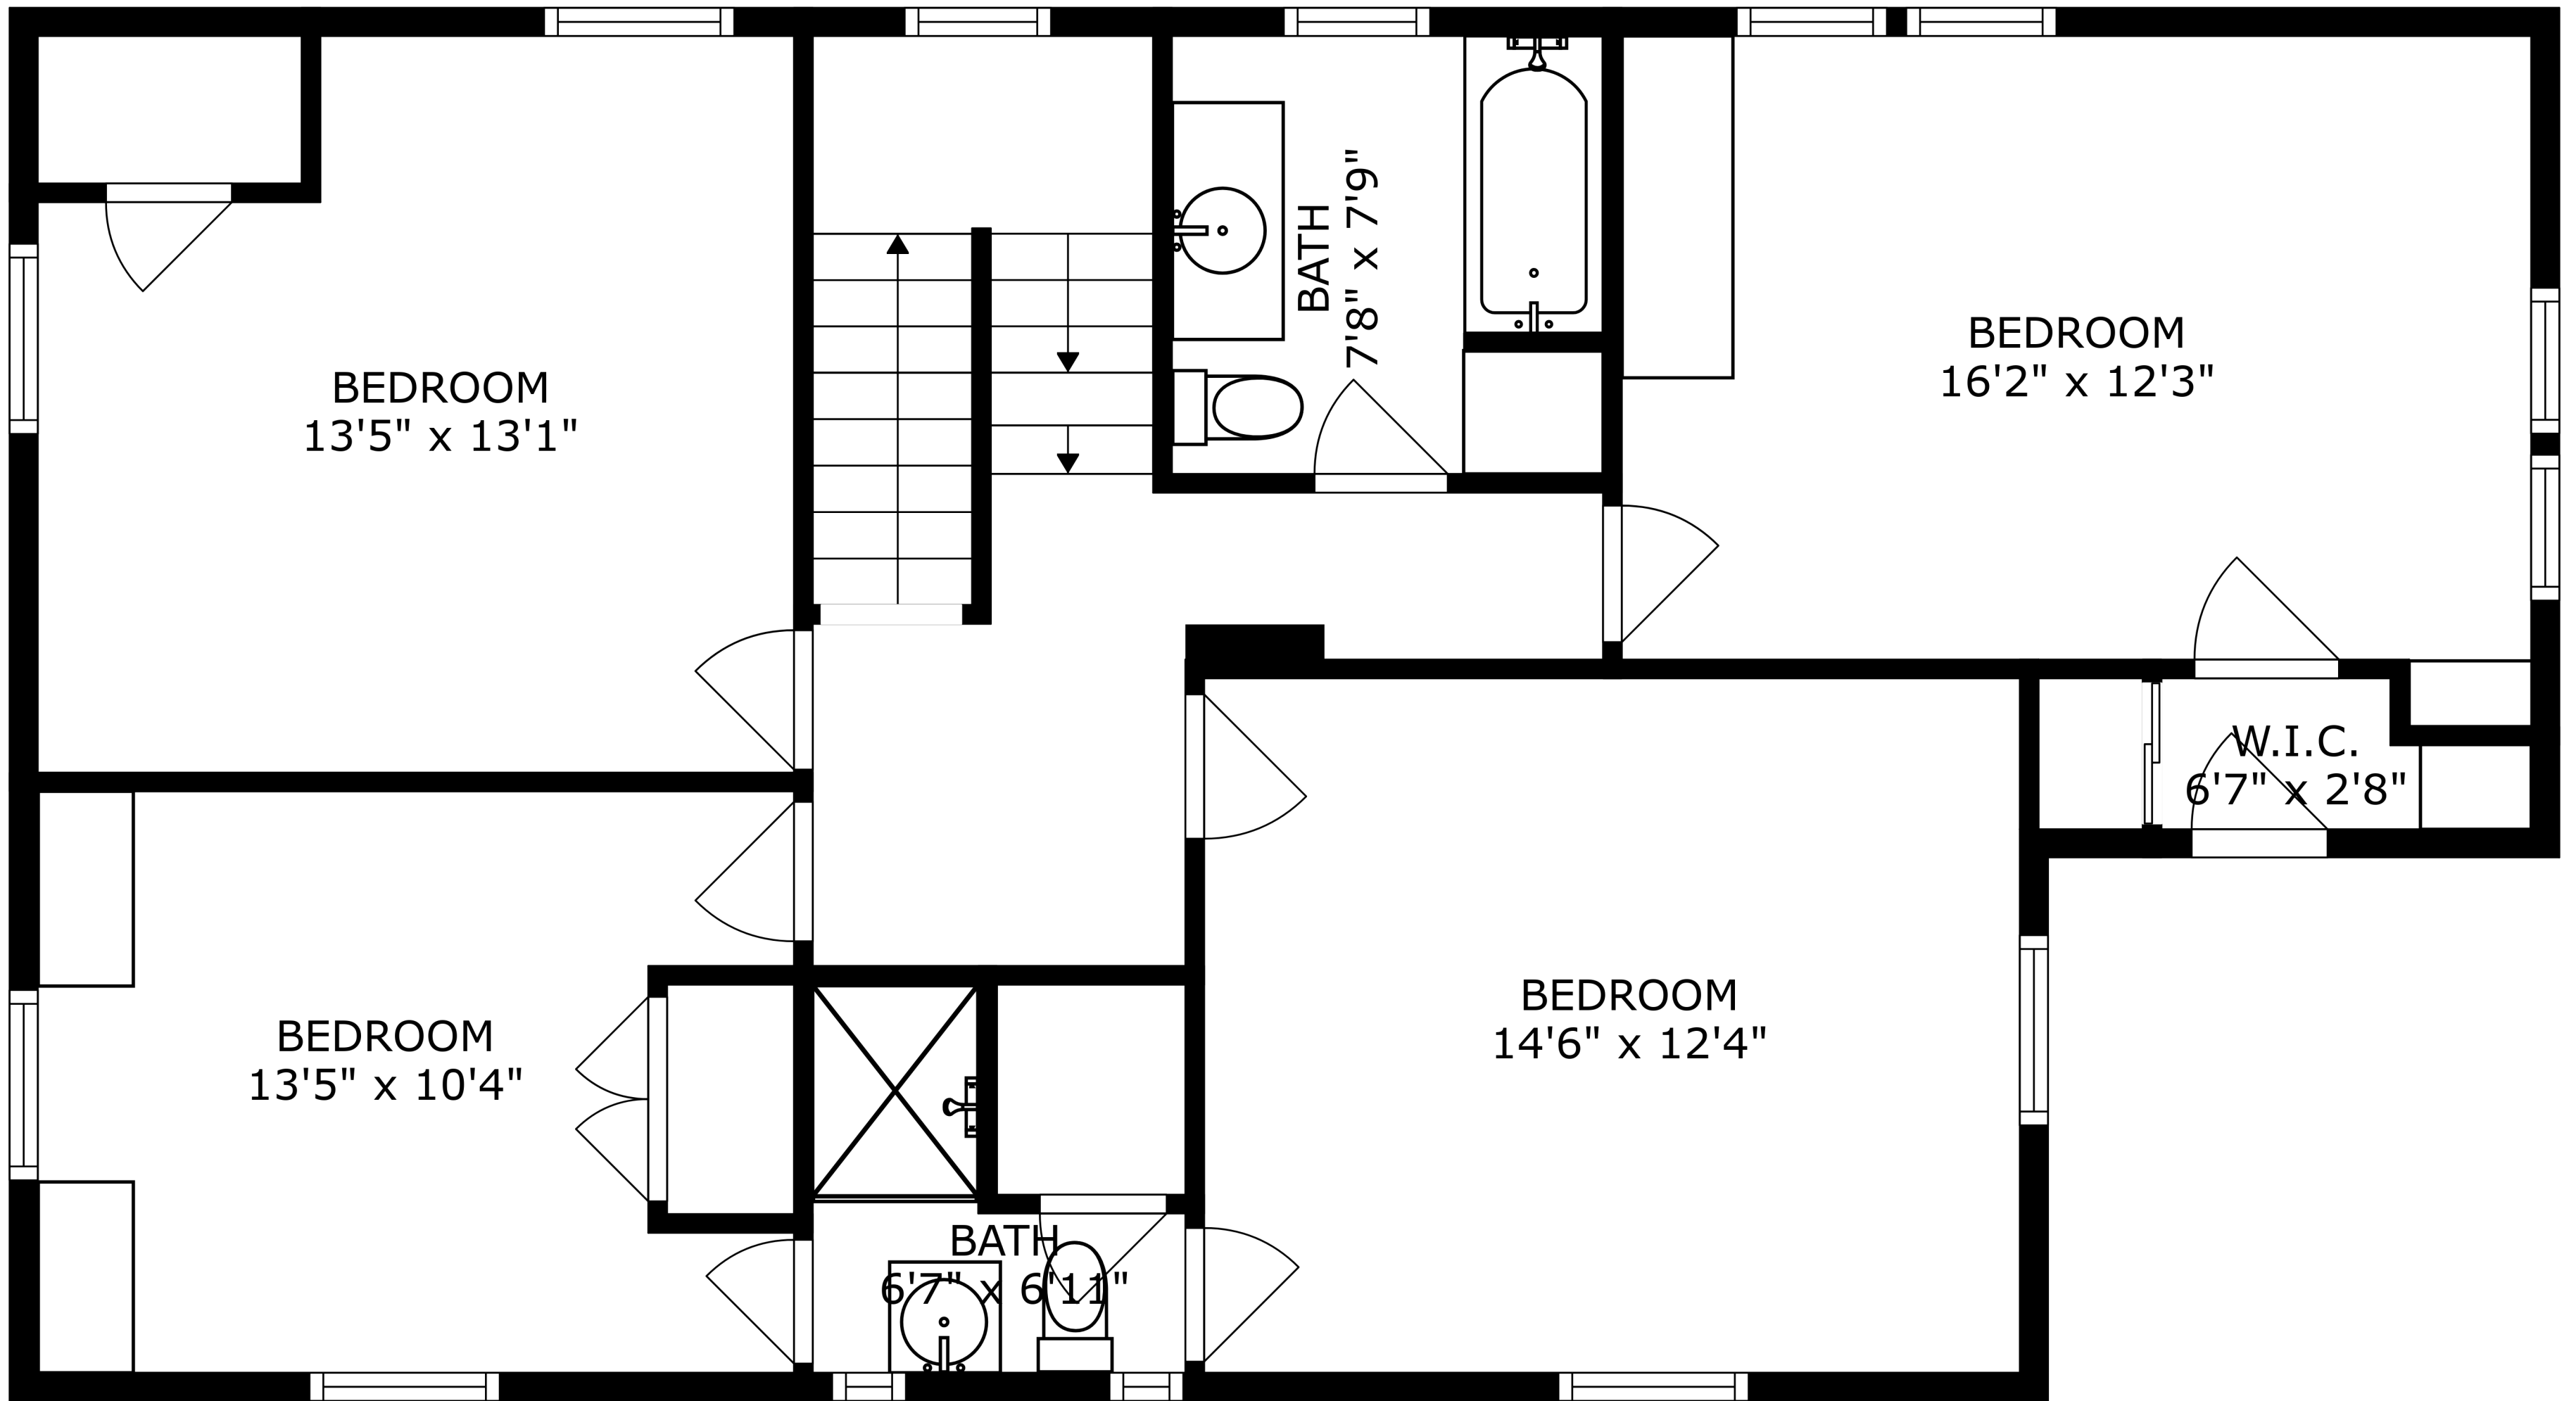 BEDROOM
13'5" x 13'1"
BATH
7'8" x 7'9"
BEDROOM
16'2" x 12'3"
W.I.C.
6'7" x 2'8"
BEDROOM
13'5" x 10'4"
BATH
6'7" x 6'11"
BEDROOM
14'6" x 12'4"